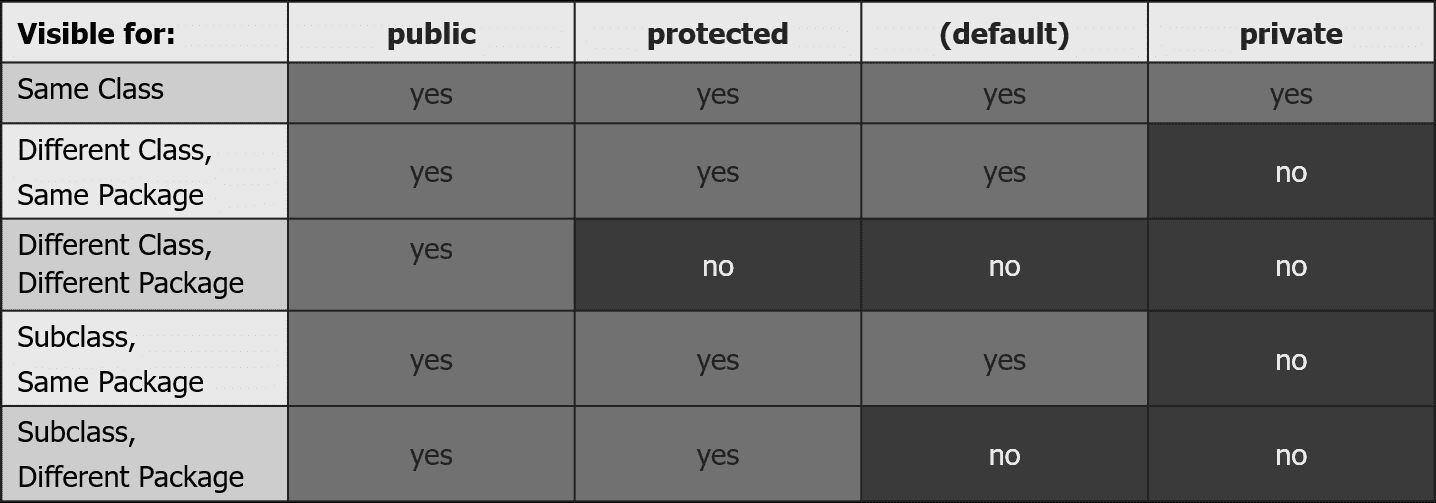 Visible for: public protected (default) private
Same Class yes yes yes yes
Different Class,
Same Package yes yes yes no
Different Class,
Different Package yes no no no
Subclass,
Same Package yes yes yes no
Subclass,
Different Package yes yes no no